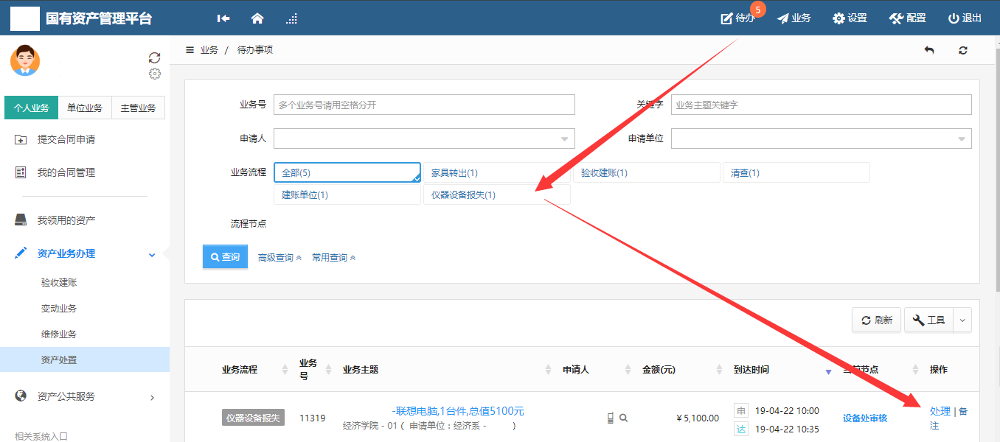 国有资产管理平台
待办 5 业务 设置 配置 退出
业务 / 待办事项
个人业务 单位业务 主管业务
提交合同申请
我的合同管理
我领用的资产
资产业务办理
验收建账
变动业务
维修业务
资产处置
资产公共服务
相关系统入口
业务号 多个业务号请用空格分开 关键字 业务主题关键字
申请人 申请单位
业务流程 全部(5) 家具转出(1) 验收建账(1) 清查(1)
建账单位(1) 仪器设备报失(1)
流程节点
查询 高级查询 常用查询
刷新 工具
业务流程 业务号 业务主题 申请人 金额(元) 到达时间 当前节点 操作
仪器设备报失 11319 -联想电脑,1台件,总值5100元
经济学院 - 01 ( 申请单位：经济系 - )
¥ 5,100.00
申 19-04-22 10:00
达 19-04-22 10:35
设备处审核
处理 | 备注